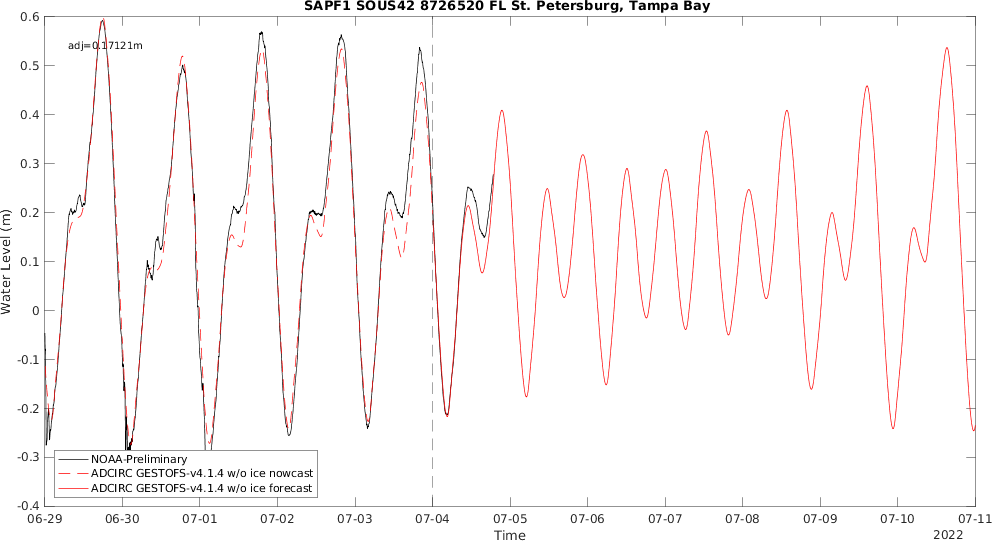 SAPF1 SOUS42 8726520 FL St. Petersburg, Tampa Bay
adj=0.17121m
0.6
0.5
0.4
0.3
0.2
0.1
0
-0.1
-0.2
-0.3
-0.4
Water Level (m)
NOAA-Preliminary
ADCIRC GESTOFS-v4.1.4 w/o ice nowcast
ADCIRC GESTOFS-v4.1.4 w/o ice forecast
06-29 06-30 07-01 07-02 07-03 07-04 07-05 07-06 07-07 07-08 07-09 07-10 07-11
Time
2022